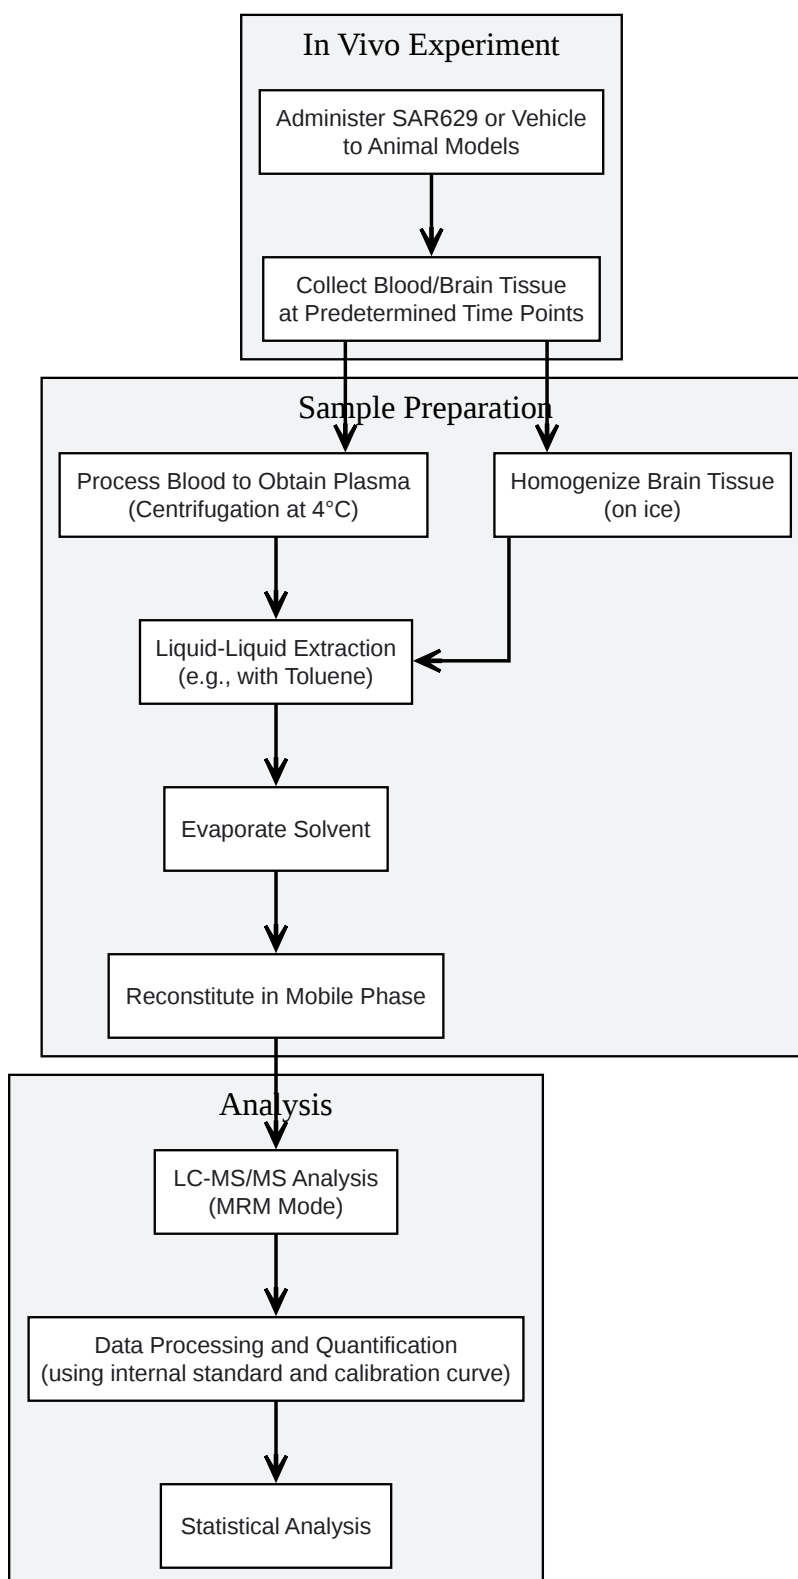 In Vivo Experiment
Administer SAR629 or Vehicle
to Animal Models
Collect Blood/Brain Tissue
at Predetermined Time Points
Sample Preparation
Process Blood to Obtain Plasma
(Centrifugation at 4°C)
Homogenize Brain Tissue
(on ice)
Liquid-Liquid Extraction
(e.g., with Toluene)
Evaporate Solvent
Reconstitute in Mobile Phase
Analysis
LC-MS/MS Analysis
(MRM Mode)
Data Processing and Quantification
(using internal standard and calibration curve)
Statistical Analysis